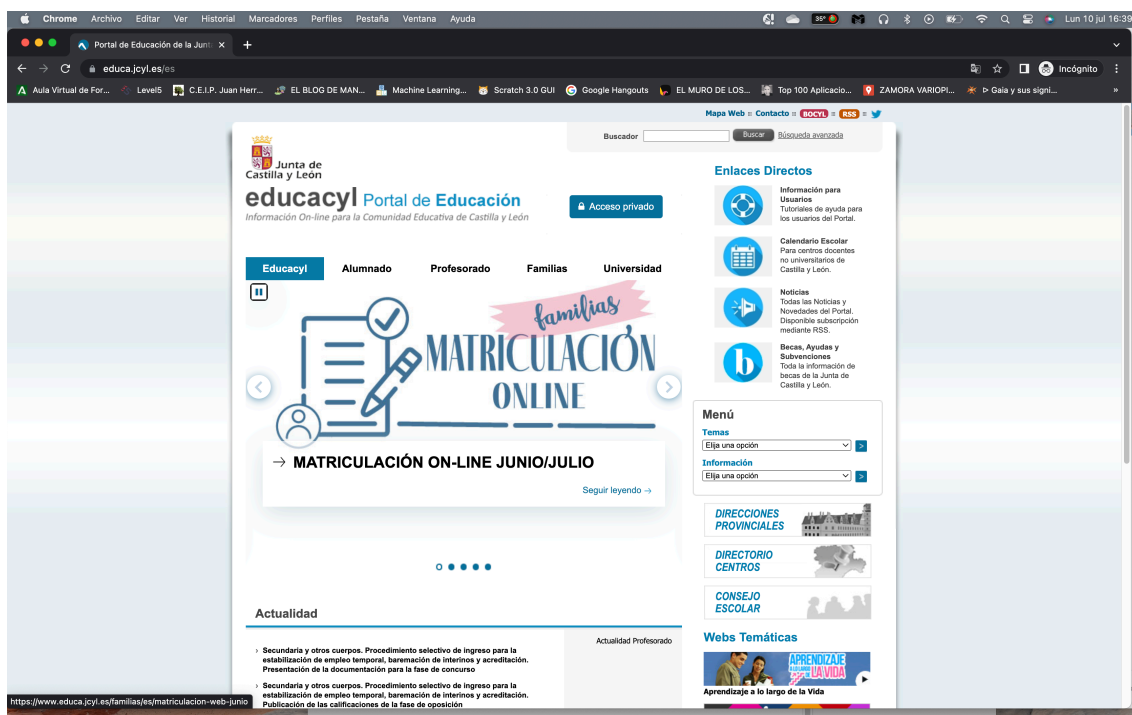 Chrome Archivo Editar Ver Historial Marcadores Perfiles Pestaña Ventana Ayuda
35° Lun 10 jul 16:39
Portal de Educación de la Junt
educa.jcyl.es/es
Incógnito
Aula Virtual de For... Level5 C.E.I.P. Juan Herr... EL BLOG DE MAN... Machine Learning... Scratch 3.0 GUI Google Hangouts EL MURO DE LOS... Top 100 Aplicacio... ZAMORA VARIOPI... ⊳ Gaia y sus signi... »
Mapa Web :: Contacto :: BOCYL :: RSS ::
Buscador Buscar Búsqueda avanzada
Junta de
Castilla y León
educacyl Portal de Educación
Información On-line para la Comunidad Educativa de Castilla y León
Acceso privado
Educacyl Alumnado Profesorado Familias Universidad
familias
MATRICULACIÓN
ONLINE
→ MATRICULACIÓN ON-LINE JUNIO/JULIO
Seguir leyendo →
Actualidad
Actualidad Profesorado
› Secundaria y otros cuerpos. Procedimiento selectivo de ingreso para la
estabilización de empleo temporal, baremación de interinos y acreditación.
Presentación de la documentación para la fase de concurso
› Secundaria y otros cuerpos. Procedimiento selectivo de ingreso para la
estabilización de empleo temporal, baremación de interinos y acreditación.
Publicación de las calificaciones de la fase de oposición
Enlaces Directos
Información para
Usuarios
Tutoriales de ayuda para
los usuarios del Portal.
Calendario Escolar
Para centros docentes
no universitarios de
Castilla y León.
Noticias
Todas las Noticias y
Novedades del Portal.
Disponible subscripción
mediante RSS.
b
Becas, Ayudas y
Subvenciones
Toda la información de
becas de la Junta de
Castilla y León.
Menú
Temas
Elija una opción >
Información
Elija una opción >
DIRECCIONES
PROVINCIALES
DIRECTORIO
CENTROS
CONSEJO
ESCOLAR
Webs Temáticas
APRENDIZAJE
A LO LARGO DE
LA VIDA
Aprendizaje a lo largo de la Vida
https://www.educa.jcyl.es/familias/es/matriculacion-web-junio